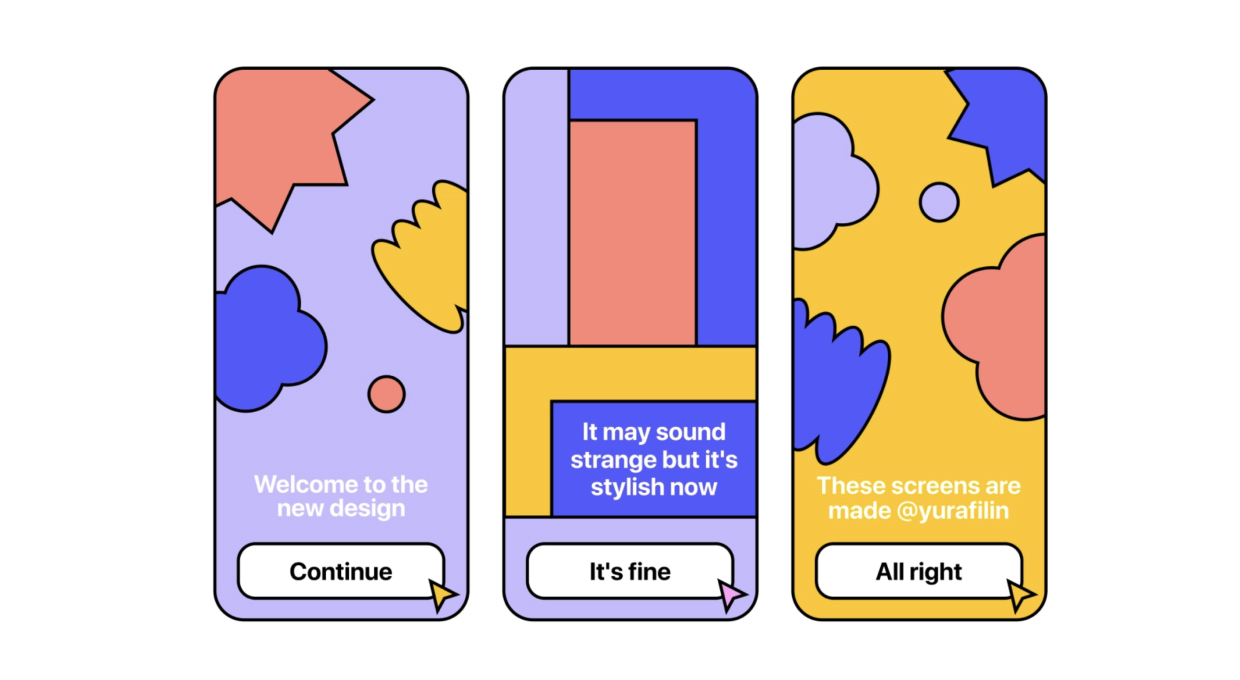 Welcome to the
new design
Continue
It may sound
strange but it's
stylish now
It's fine
These screens are
made @yurafilin
All right